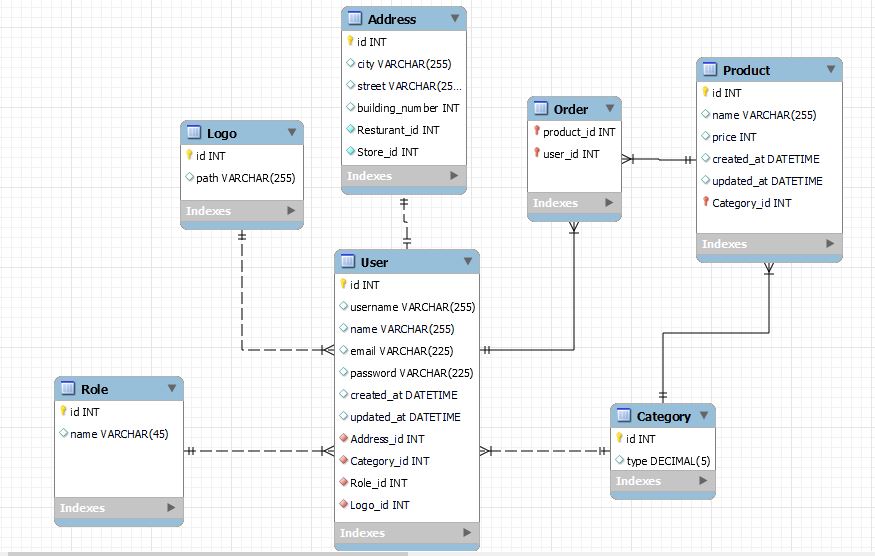 Address
id INT
city VARCHAR(255)
street VARCHAR(25...
building_number INT
Resturant_id INT
Store_id INT
Indexes
Logo
id INT
path VARCHAR(255)
Indexes
Order
product_id INT
user_id INT
Indexes
Product
id INT
name VARCHAR(255)
price INT
created_at DATETIME
updated_at DATETIME
Category_id INT
Indexes
User
id INT
username VARCHAR(255)
name VARCHAR(255)
email VARCHAR(225)
password VARCHAR(225)
created_at DATETIME
updated_at DATETIME
Address_id INT
Category_id INT
Role_id INT
Logo_id INT
Indexes
Role
id INT
name VARCHAR(45)
Indexes
Category
id INT
type DECIMAL(5)
Indexes